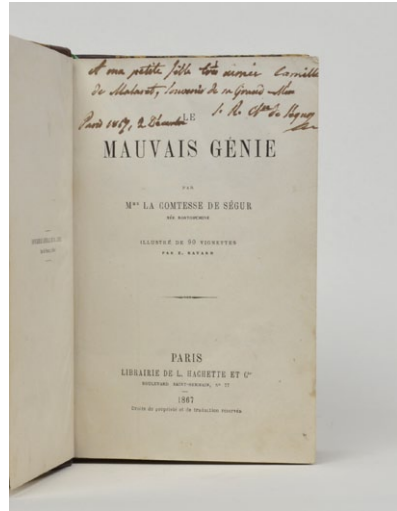 A ma petite fille très aimée Camille
de Malaret, Souvenir de sa Grand-Mère
Paris 1867, 2 Décembre
LE
MAUVAIS GÉNIE
PAR
Mme LA COMTESSE DE SÉGUR
NÉE ROSTOPCHINE
ILLUSTRÉ DE 90 VIGNETTES
PAR E. BAYARD
PARIS
LIBRAIRIE DE L. HACHETTE ET Cie
BOULEVARD SAINT-GERMAIN, N° 77
1867
Droits de propriété et de traduction réservés